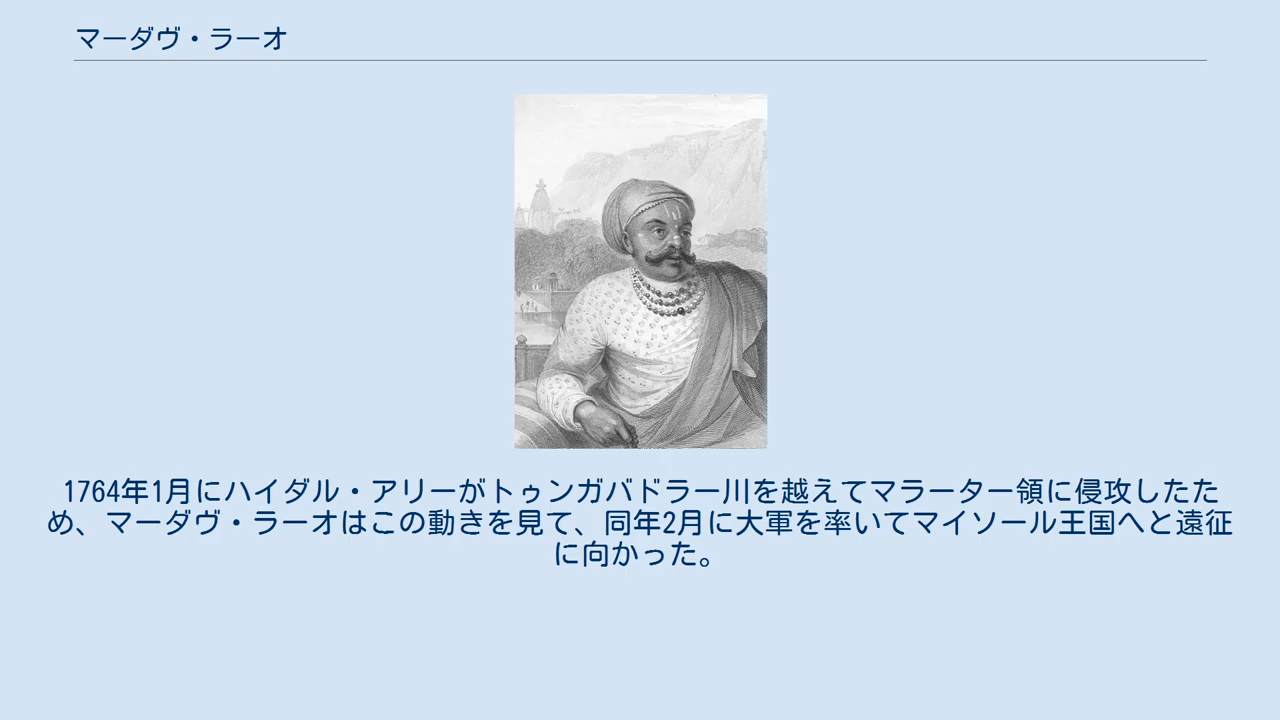 マーダヴ・ラーオ
1764年1月にハイダル・アリーがトゥンガバドラー川を越えてマラーター領に侵攻したた
め、マーダヴ・ラーオはこの動きを見て、同年2月に大軍を率いてマイソール王国へと遠征
に向かった。